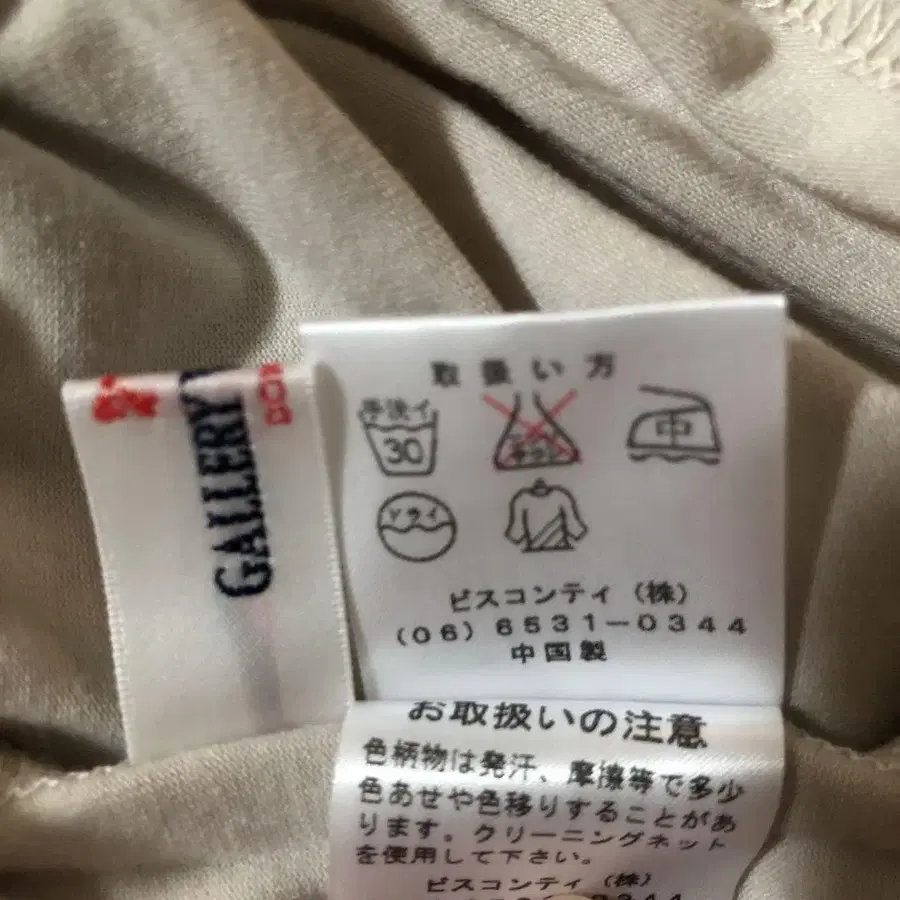 GALLERY
取扱い方
手洗イ
30
中
ドライ
ビスコンティ（株）
（06）6531－0344
中国製
お取扱いの注意
色柄物は発汗、摩擦等で多少
色あせや色移りすることがあ
ります。クリーニングネット
を使用して下さい。
ビスコンティ（株）